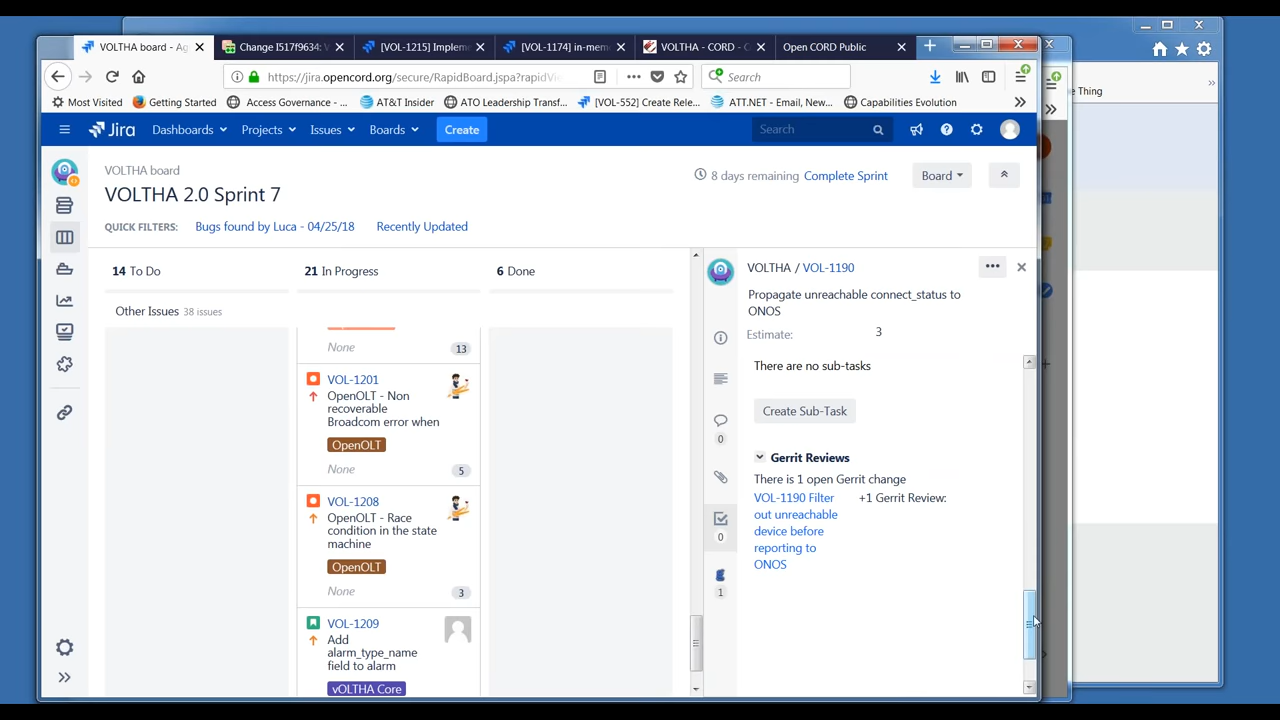 VOLTHA board - Ag
Change I517f9634: V
[VOL-1215] Implem
[VOL-1174] in-mem
VOLTHA - CORD - C
Open CORD Public
https://jira.opencord.org/secure/RapidBoard.jspa?rapidVie
Search
Most Visited
Getting Started
Access Governance - ...
AT&T Insider
ATO Leadership Transf...
[VOL-552] Create Rele...
ATT.NET - Email, New...
Capabilities Evolution
e Thing
Jira
Dashboards
Projects
Issues
Boards
Create
Search
VOLTHA board
VOLTHA 2.0 Sprint 7
8 days remaining Complete Sprint
Board
QUICK FILTERS: Bugs found by Luca - 04/25/18 Recently Updated
14 To Do
21 In Progress
6 Done
Other Issues 38 issues
None
13
VOL-1201
OpenOLT - Non
recoverable
Broadcom error when
OpenOLT
None
5
VOL-1208
OpenOLT - Race
condition in the state
machine
OpenOLT
None
3
VOL-1209
Add
alarm_type_name
field to alarm
vOLTHA Core
VOLTHA / VOL-1190
Propagate unreachable connect_status to
ONOS
Estimate: 3
There are no sub-tasks
Create Sub-Task
Gerrit Reviews
There is 1 open Gerrit change
VOL-1190 Filter +1 Gerrit Review:
out unreachable
device before
reporting to
ONOS
0
0
1